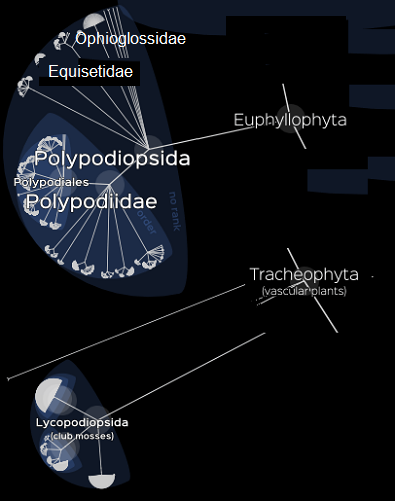 Ophioglossidae
Equisetidae
Euphyllophyta
Polypodiopsida
Polypodiales
Polypodiidae
no rank
order
Tracheophyta
(vascular plants)
Lycopodiopsida
(club mosses)